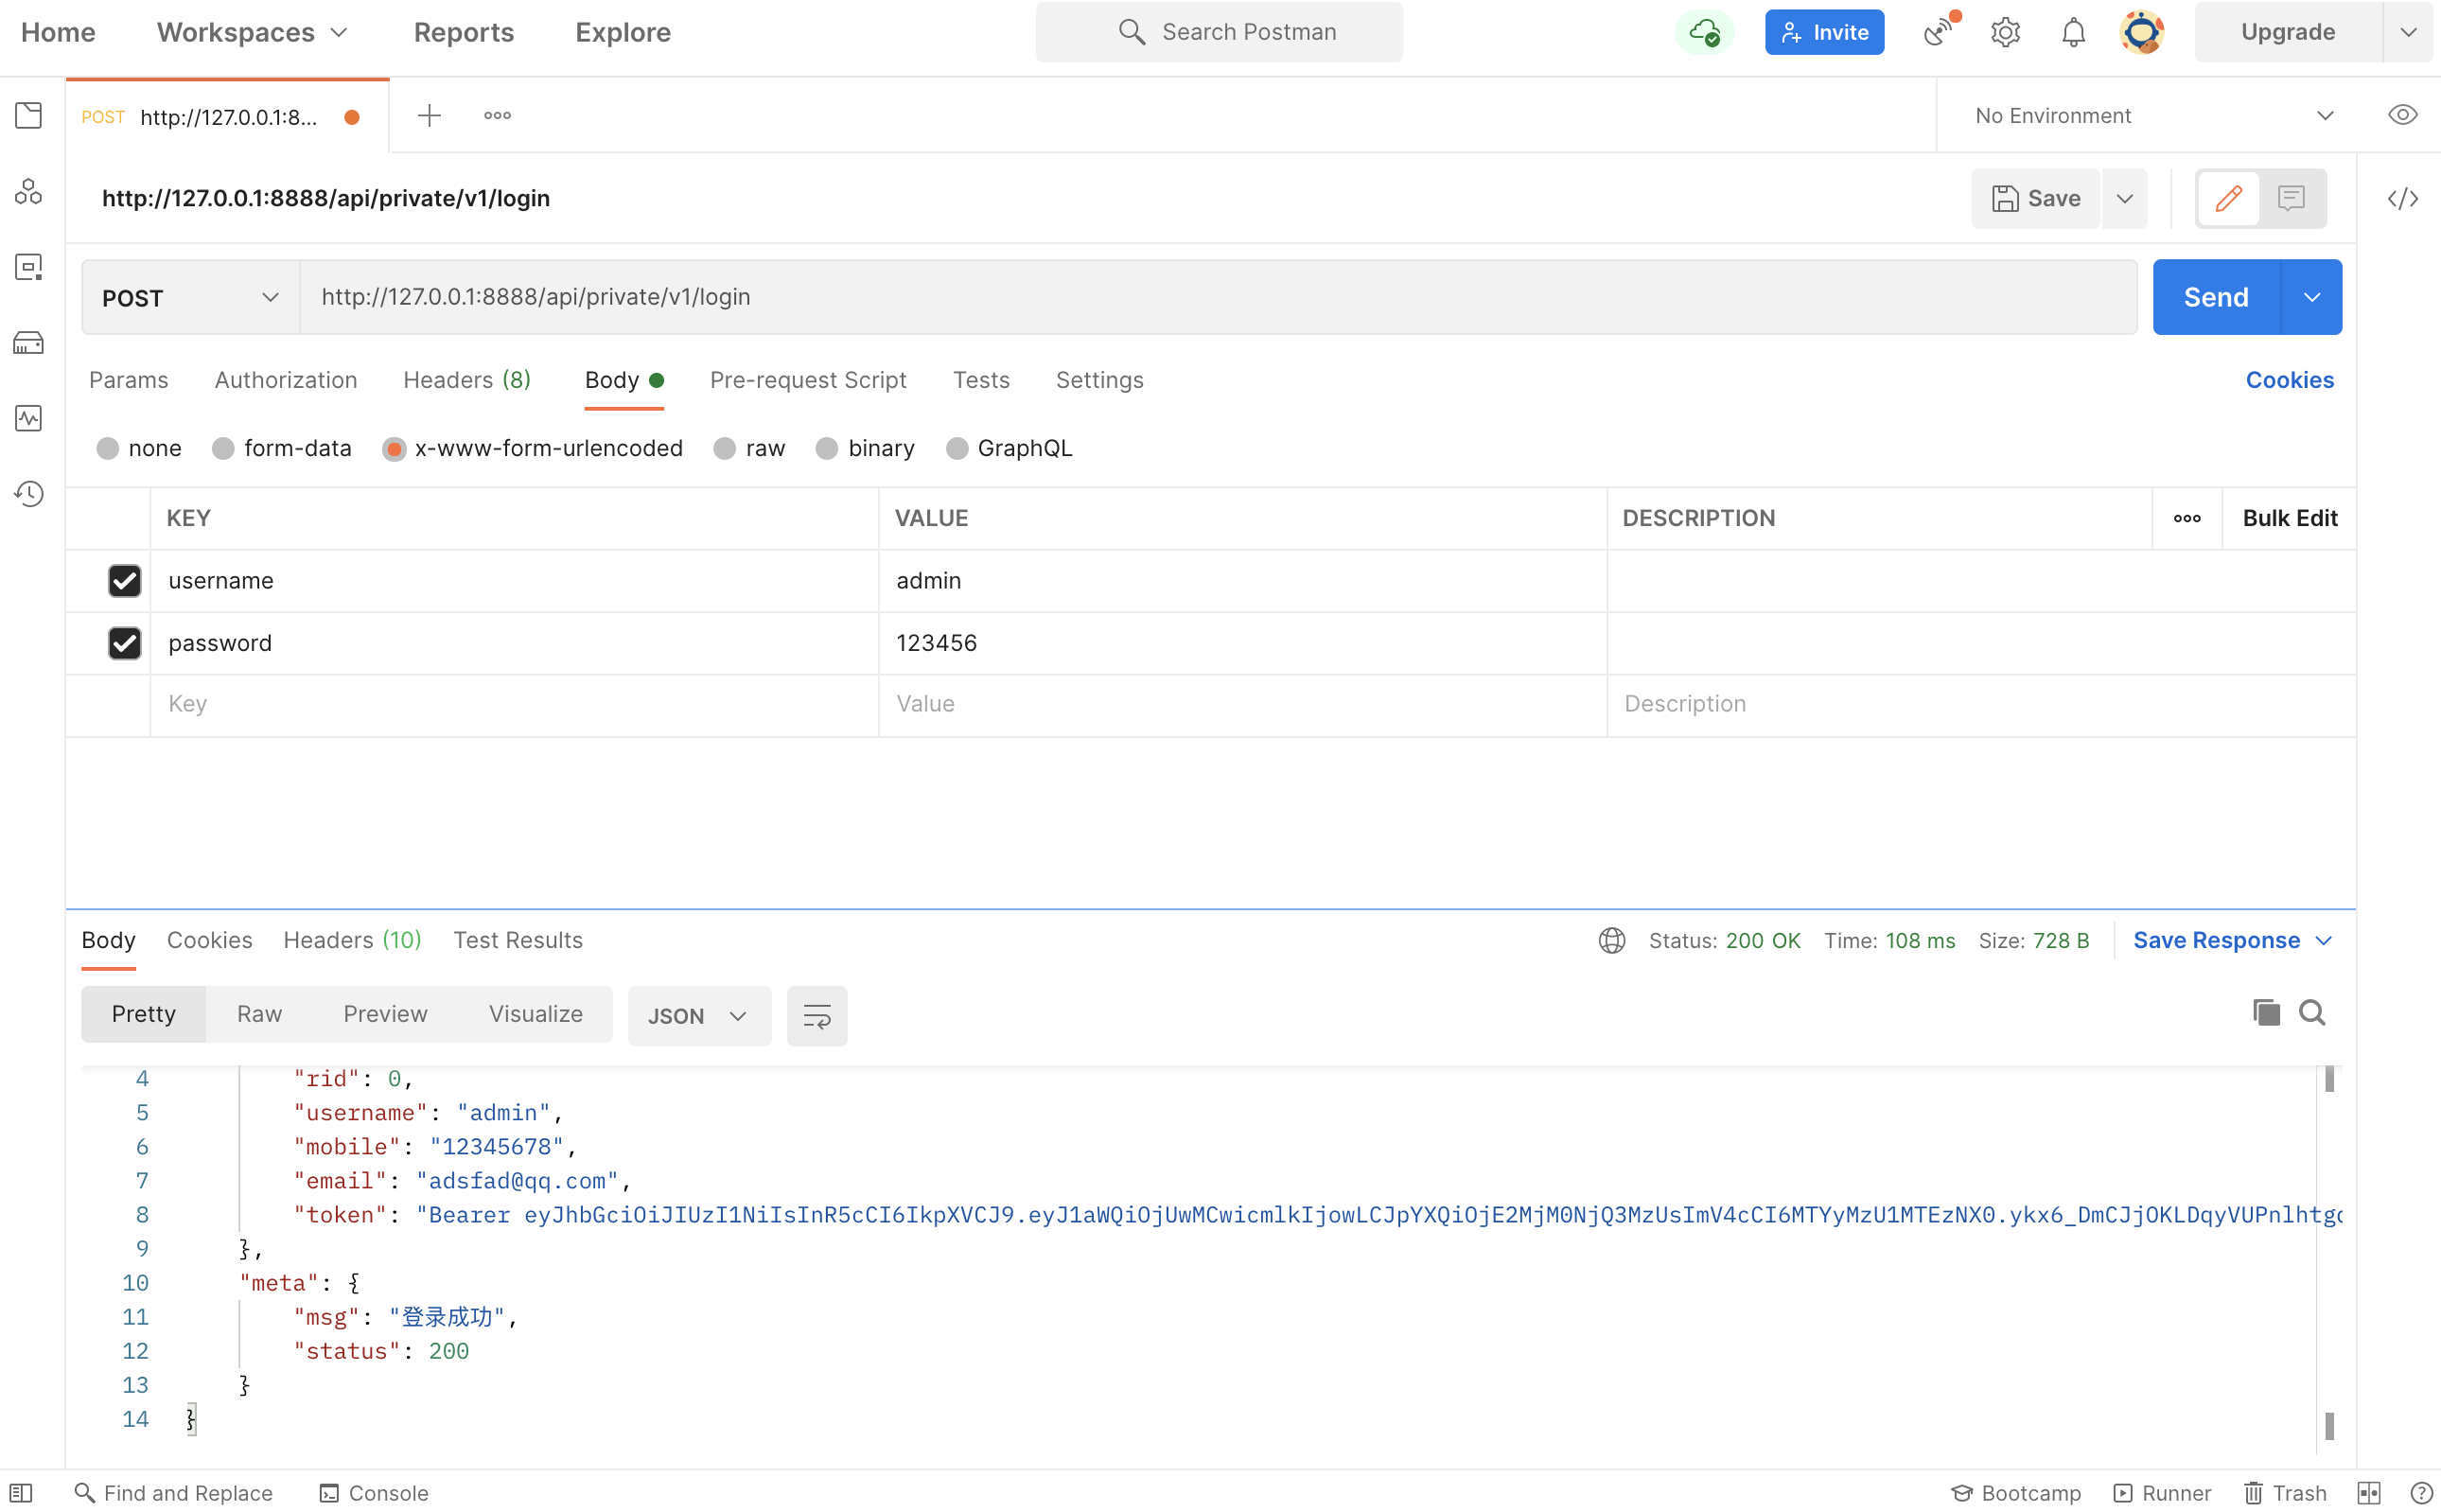 Home Workspaces Reports Explore Search Postman Invite Upgrade
POST http://127.0.0.1:8... No Environment
http://127.0.0.1:8888/api/private/v1/login Save
POST http://127.0.0.1:8888/api/private/v1/login Send
Params Authorization Headers (8) Body Pre-request Script Tests Settings Cookies
none form-data x-www-form-urlencoded raw binary GraphQL
KEY VALUE DESCRIPTION Bulk Edit
username admin
password 123456
Key Value Description
Body Cookies Headers (10) Test Results Status: 200 OK Time: 108 ms Size: 728 B Save Response
Pretty Raw Preview Visualize JSON
4 "rid": 0,
5 "username": "admin",
6 "mobile": "12345678",
7 "email": "adsfad@qq.com",
8 "token": "Bearer eyJhbGciOiJIUzI1NiIsInR5cCI6IkpXVCJ9.eyJ1aWQiOjUwMCwicmlkIjowLCJpYXQiOjE2MjM0NjQ3MzUsImV4cCI6MTYyMzU1MTEzNX0.ykx6_DmCJjOKLDqyVUPnlhtg
9 },
10 "meta": {
11 "msg": "登录成功",
12 "status": 200
13 }
14 }
Find and Replace Console Bootcamp Runner Trash